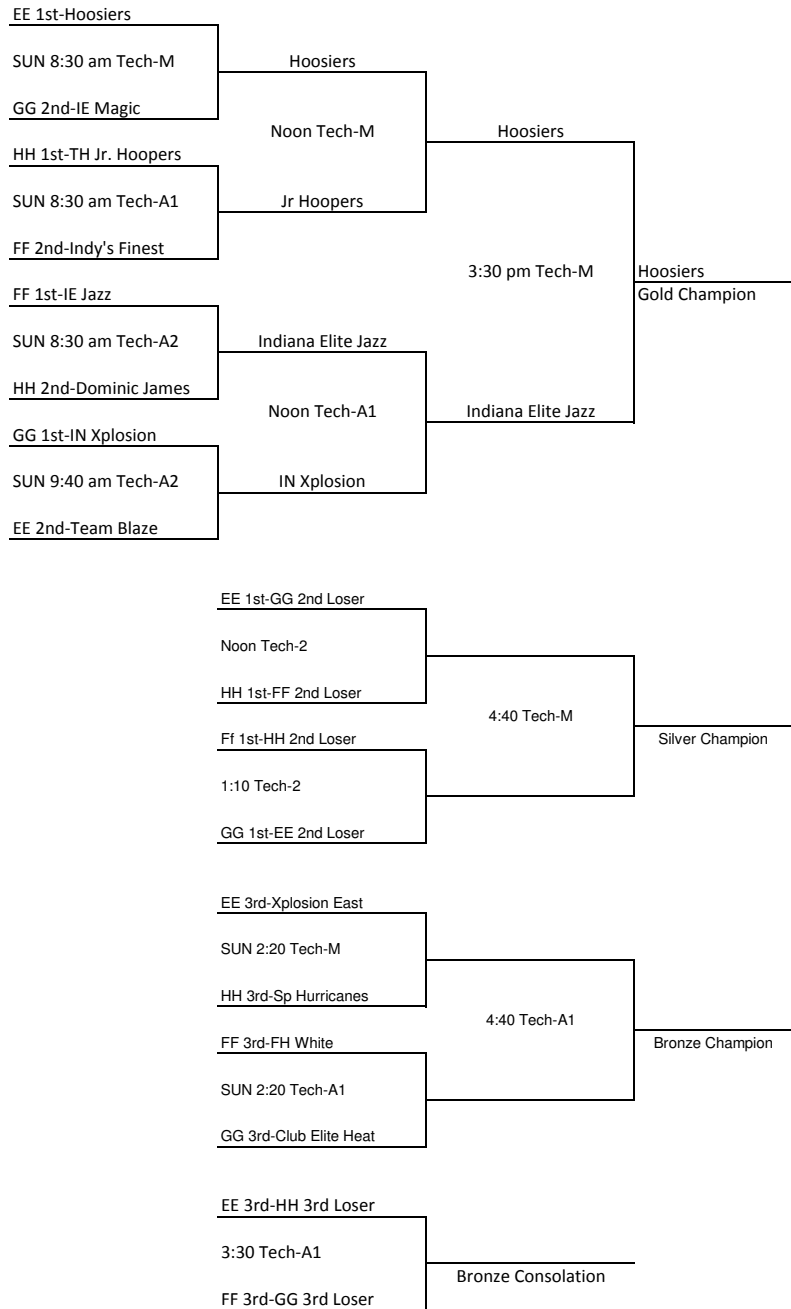 EE 1st-Hoosiers
SUN 8:30 am Tech-M
Hoosiers
GG 2nd-IE Magic
Noon Tech-M
Hoosiers
HH 1st-TH Jr. Hoopers
SUN 8:30 am Tech-A1
Jr Hoopers
FF 2nd-Indy's Finest
3:30 pm Tech-M
Hoosiers
Gold Champion
FF 1st-IE Jazz
SUN 8:30 am Tech-A2
Indiana Elite Jazz
HH 2nd-Dominic James
Noon Tech-A1
Indiana Elite Jazz
GG 1st-IN Xplosion
SUN 9:40 am Tech-A2
IN Xplosion
EE 2nd-Team Blaze
EE 1st-GG 2nd Loser
Noon Tech-2
HH 1st-FF 2nd Loser
4:40 Tech-M
Silver Champion
Ff 1st-HH 2nd Loser
1:10 Tech-2
GG 1st-EE 2nd Loser
EE 3rd-Xplosion East
SUN 2:20 Tech-M
HH 3rd-Sp Hurricanes
4:40 Tech-A1
Bronze Champion
FF 3rd-FH White
SUN 2:20 Tech-A1
GG 3rd-Club Elite Heat
EE 3rd-HH 3rd Loser
3:30 Tech-A1
Bronze Consolation
FF 3rd-GG 3rd Loser